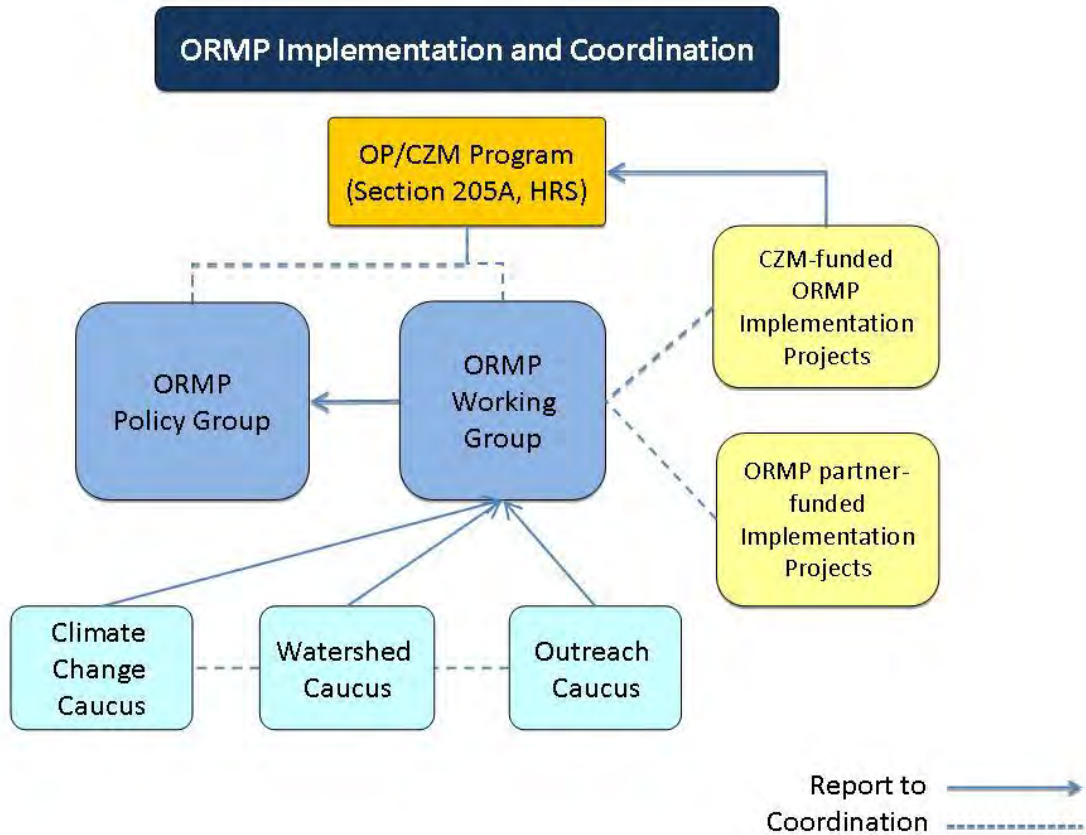 ORMP Implementation and Coordination
OP/CZM Program
(Section 205A, HRS)
CZM-funded
ORMP
Implementation
Projects
ORMP
Policy Group
ORMP
Working
Group
ORMP partner-
funded
Implementation
Projects
Climate
Change
Caucus
Watershed
Caucus
Outreach
Caucus
Report to
Coordination